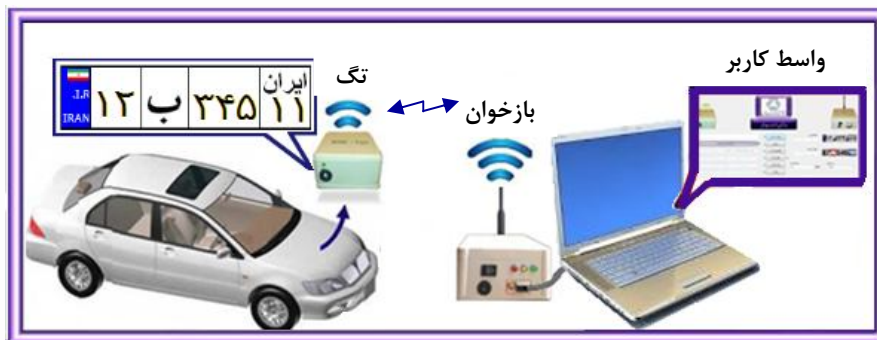 واسط کاربر
تگ
بازخوان
ایران
۱۲ ب ۳۴۵ ۱۱
I.R.
IRAN